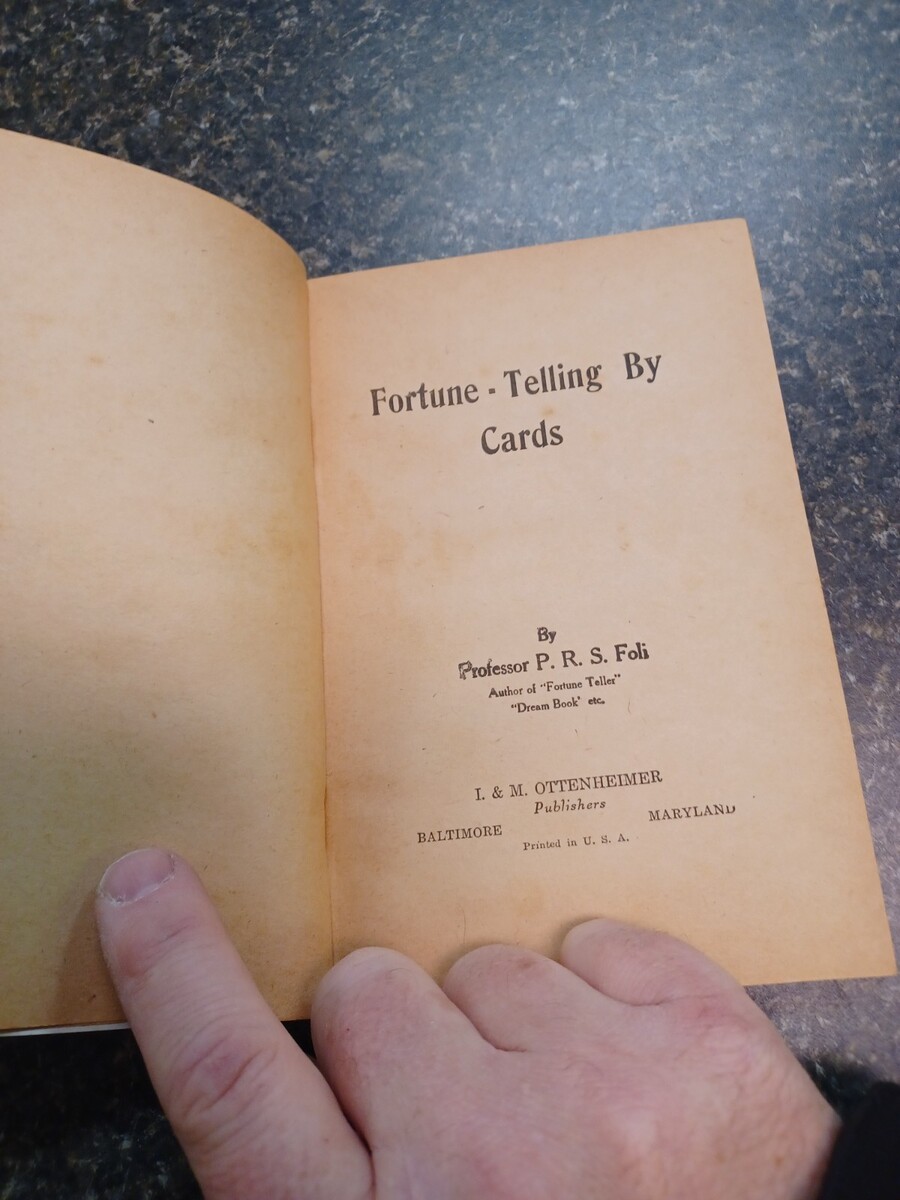 Fortune - Telling By
Cards
By
Professor P. R. S. Foli
Author of "Fortune Teller"
"Dream Book' etc.
I. & M. OTTENHEIMER
Publishers
BALTIMORE MARYLAND
Printed in U. S. A.